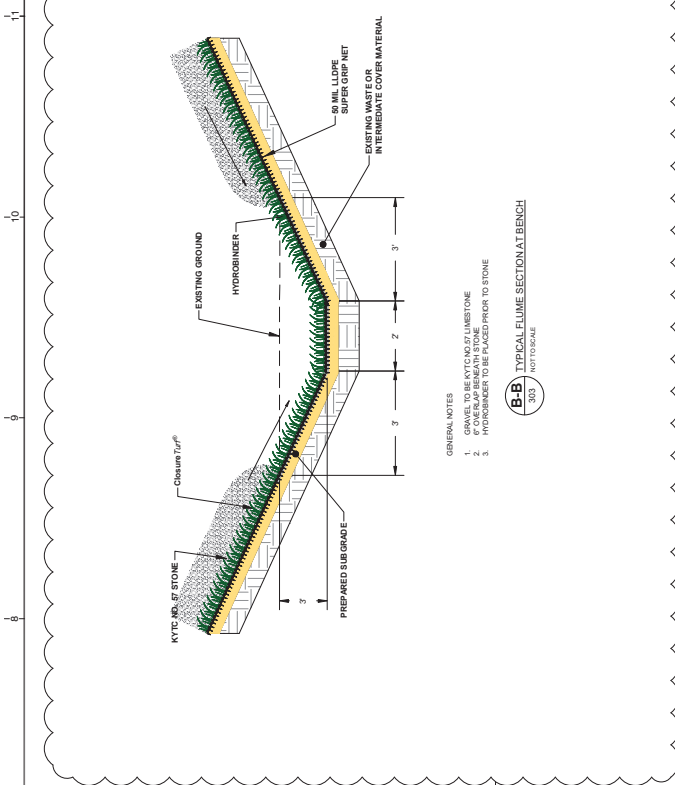 8
9
10
11
KYTC NO. 57 STONE
ClosureTurf®
EXISTING GROUND
HYDROBINDER
50 MIL LLDPE
SUPER GRIP NET
EXISTING WASTE OR
INTERMEDIATE COVER MATERIAL
3'
PREPARED SUBGRADE
3'
2'
3'
GENERAL NOTES
1. GRAVEL TO BE KYTC NO.57 LIMESTONE
2. 6" OVERLAP BENEATH STONE
3. HYDROBINDER TO BE PLACED PRIOR TO STONE
B-B TYPICAL FLUME SECTION AT BENCH
303 NOT TO SCALE